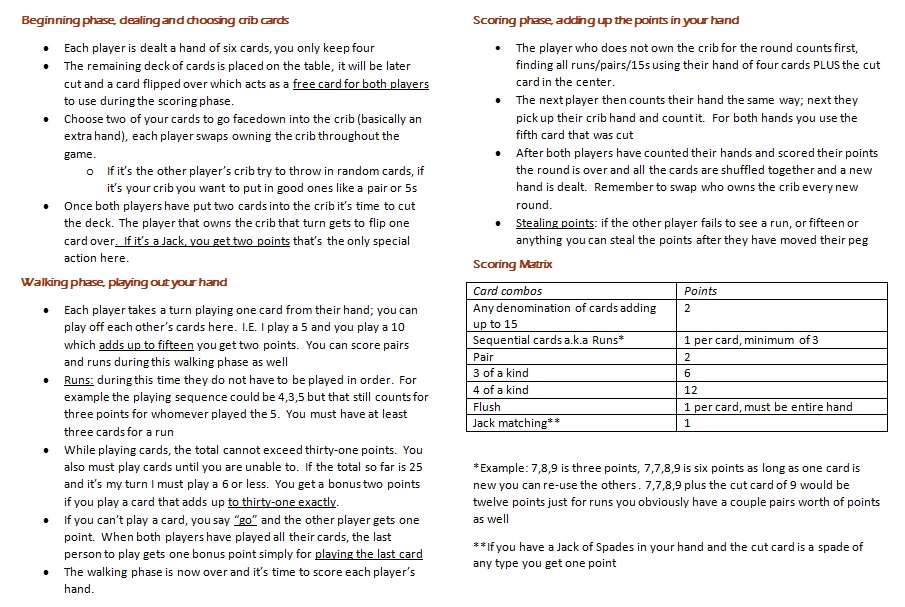 Beginning phase, dealing and choosing crib cards
• Each player is dealt a hand of six cards, you only keep four
• The remaining deck of cards is placed on the table, it will be later
cut and a card flipped over which acts as a free card for both players
to use during the scoring phase.
• Choose two of your cards to go facedown into the crib (basically an
extra hand), each player swaps owning the crib throughout the
game.
o If it's the other player's crib try to throw in random cards, if
it's your crib you want to put in good ones like a pair or 5s
• Once both players have put two cards into the crib it's time to cut
the deck. The player that owns the crib that turn gets to flip one
card over. If it's a Jack, you get two points that's the only special
action here.
Walking phase, playing out your hand
• Each player takes a turn playing one card from their hand; you can
play off each other's cards here. I.E. I play a 5 and you play a 10
which adds up to fifteen you get two points. You can score pairs
and runs during this walking phase as well
• Runs: during this time they do not have to be played in order. For
example the playing sequence could be 4,3,5 but that still counts for
three points for whomever played the 5. You must have at least
three cards for a run
• While playing cards, the total cannot exceed thirty-one points. You
also must play cards until you are unable to. If the total so far is 25
and it's my turn I must play a 6 or less. You get a bonus two points
if you play a card that adds up to thirty-one exactly.
• If you can't play a card, you say "go" and the other player gets one
point. When both players have played all their cards, the last
person to play gets one bonus point simply for playing the last card
• The walking phase is now over and it's time to score each player's
hand.
Scoring phase, adding up the points in your hand
• The player who does not own the crib for the round counts first,
finding all runs/pairs/15s using their hand of four cards PLUS the cut
card in the center.
• The next player then counts their hand the same way; next they
pick up their crib hand and count it. For both hands you use the
fifth card that was cut
• After both players have counted their hands and scored their points
the round is over and all the cards are shuffled together and a new
hand is dealt. Remember to swap who owns the crib every new
round.
• Stealing points: if the other player fails to see a run, or fifteen or
anything you can steal the points after they have moved their peg
Scoring Matrix
Card combos Points
Any denomination of cards adding 2
up to 15
Sequential cards a.k.a Runs* 1 per card, minimum of 3
Pair 2
3 of a kind 6
4 of a kind 12
Flush 1 per card, must be entire hand
Jack matching** 1
*Example: 7,8,9 is three points, 7,7,8,9 is six points as long as one card is
new you can re-use the others. 7,7,8,9 plus the cut card of 9 would be
twelve points just for runs you obviously have a couple pairs worth of points
as well
**If you have a Jack of Spades in your hand and the cut card is a spade of
any type you get one point